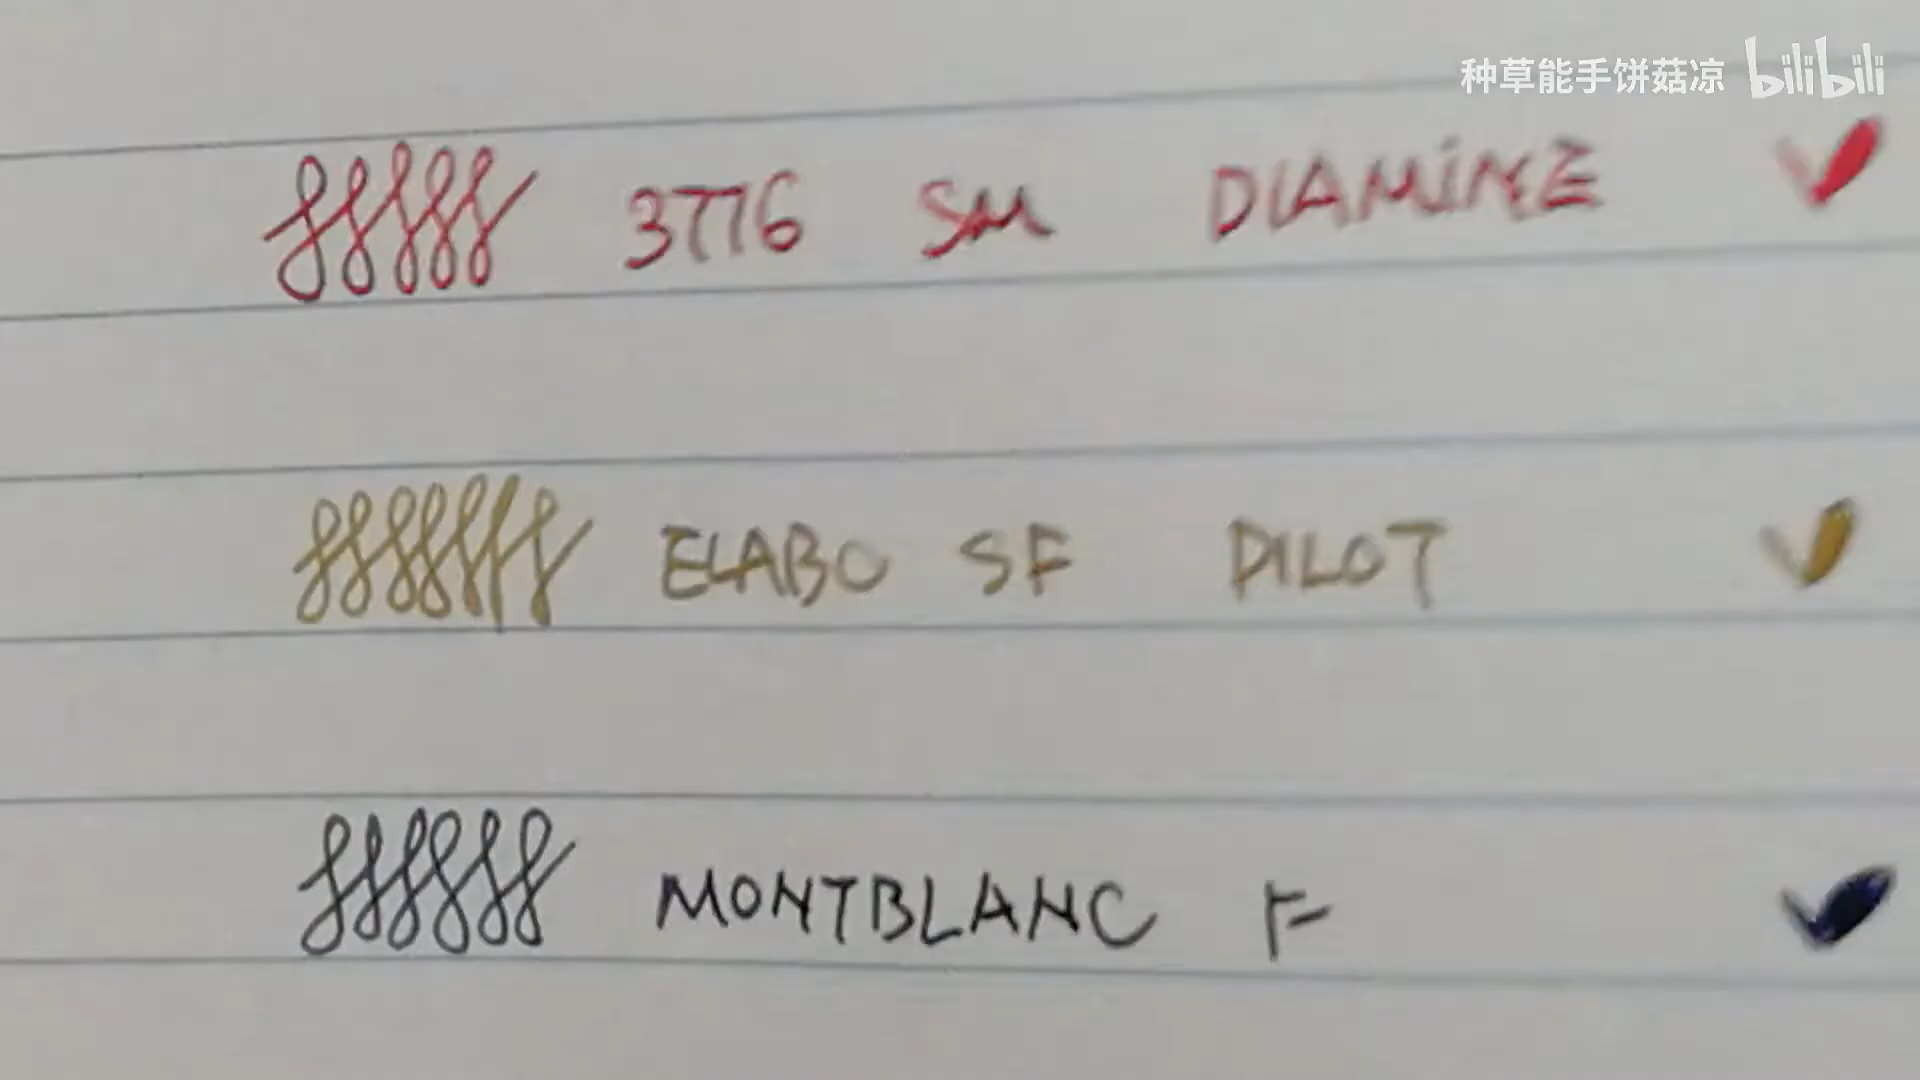 种草能手饼菇凉 bilibili
3776 SM DIAMINE
ELABO SF PILOT
MONTBLANC F